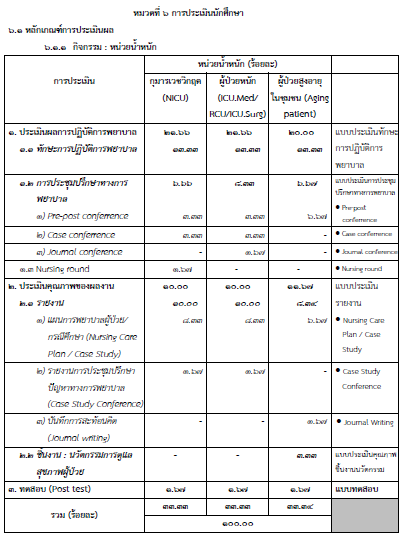 หมวดที่ ๖ การประเมินนักศึกษา
๖.๑ หลักเกณฑ์การประเมินผล
๖.๑.๑ กิจกรรม : หน่วยน้ำหนัก
การประเมิน
หน่วยน้ำหนัก (ร้อยละ)
กุมารเวชวิกฤต (NICU)
ผู้ป่วยหนัก (ICU.Med/ RCU/ICU.Surg)
ผู้ป่วยสูงอายุ ในชุมชน (Aging patient)
๑. ประเมินผลการปฏิบัติการพยาบาล ๒๑.๖๖ ๒๑.๖๖ ๒๐.๐๐ แบบประเมินทักษะ
๑.๑ ทักษะการปฏิบัติการพยาบาล ๑๓.๓๓ ๑๓.๓๓ ๑๓.๓๓ การปฏิบัติการ
พยาบาล
๑.๒ การประชุมปรึกษาทางการ ๖.๖๖ ๘.๓๓ ๖.๖๗ แบบประเมินการประชุม
พยาบาล ปรึกษาทางการพยาบาล
๑) Pre-post conferrence ๓.๓๓ ๓.๓๓ ๖.๖๗ • Pre-post
conferrence
๒) Case conferrence ๓.๓๓ ๓.๓๓ - • Case conferrence
๓) Journal conference - ๑.๖๗ - • Journal conference
๑.๓ Nursing round ๑.๖๗ - - • Nursing round
๒. ประเมินคุณภาพของผลงาน ๑๐.๐๐ ๑๐.๐๐ ๑๑.๖๗ แบบประเมิน
๒.๑ รายงาน ๑๐.๐๐ ๑๐.๐๐ ๘.๓๔ รายงาน
๑) แผนการพยาบาลผู้ป่วย/ ๘.๓๓ ๘.๓๓ ๖.๖๗ • Nursing Care
กรณีศึกษา (Nursing Care Plan / Case
Plan / Case Study) Study
๒) รายงานการประชุมปรึกษา ๑.๖๗ ๑.๖๗ - • Case Study
ปัญหาทางการพยาบาล Conference
(Case Study Conference)
๓) บันทึกการสะท้อนคิด - - ๑.๖๗ • Journal Writing
(Journal writing)
๒.๒ ชิ้นงาน : นวัตกรรมการดูแล - - ๓.๓๓ แบบประเมินคุณภาพ
สุขภาพผู้ป่วย ชิ้นงานนวัตกรรม
๓. ทดสอบ (Post test) ๑.๖๗ ๑.๖๗ ๑.๖๗ แบบทดสอบ
รวม (ร้อยละ) ๓๓.๓๓ ๓๓.๓๓ ๓๓.๓๔
๑๐๐.๐๐